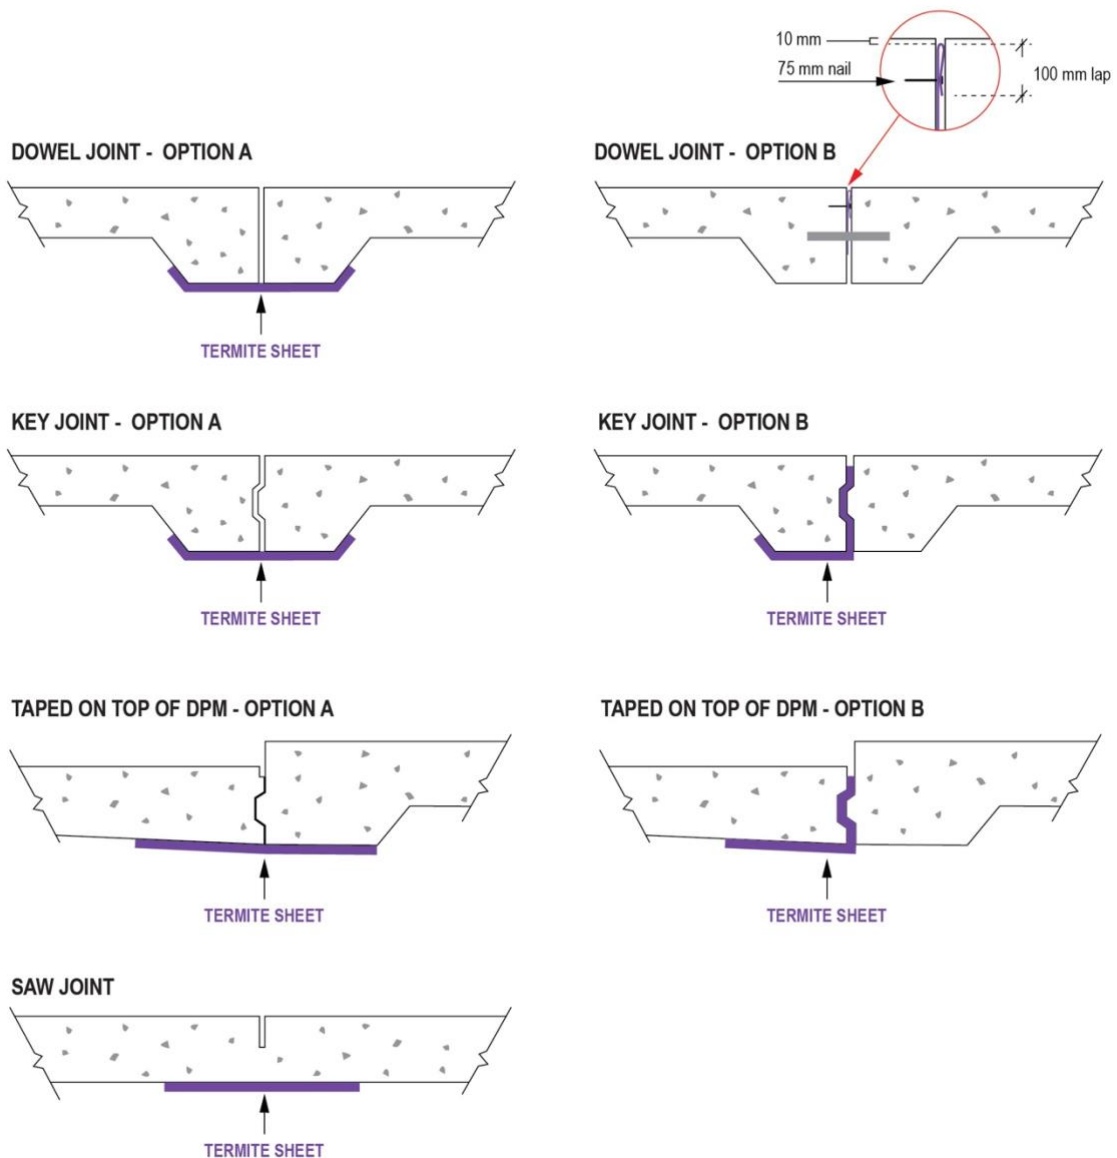 10 mm
75 mm nail
100 mm lap
DOWEL JOINT - OPTION A
DOWEL JOINT - OPTION B
TERMITE SHEET
KEY JOINT - OPTION A
KEY JOINT - OPTION B
TERMITE SHEET
TERMITE SHEET
TAPED ON TOP OF DPM - OPTION A
TAPED ON TOP OF DPM - OPTION B
TERMITE SHEET
TERMITE SHEET
SAW JOINT
TERMITE SHEET